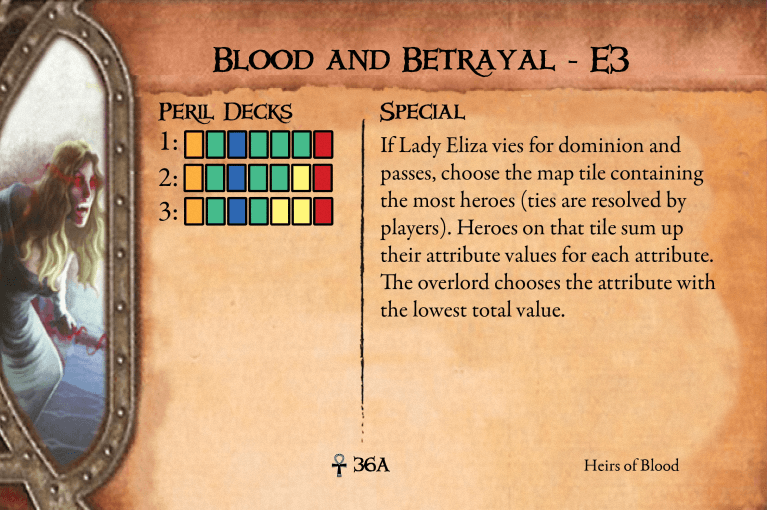 Blood and Betrayal - E3
Peril Decks
1:
2:
3:
Special
If Lady Eliza vies for dominion and
passes, choose the map tile containing
the most heroes (ties are resolved by
players). Heroes on that tile sum up
their attribute values for each attribute.
The overlord chooses the attribute with
the lowest total value.
36A
Heirs of Blood